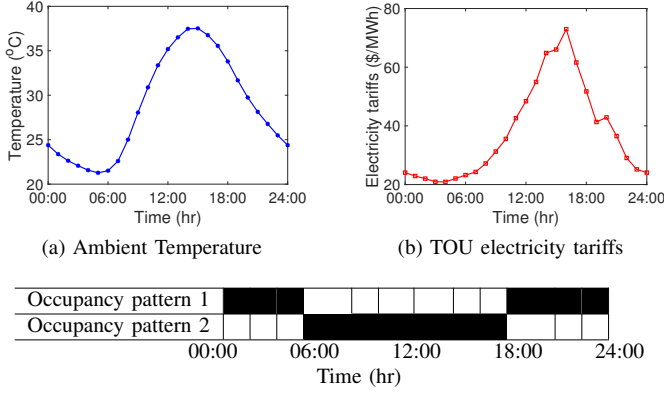 40
35
30
25
20
Temperature (°C)
00:00 06:00 12:00 18:00 24:00
Time (hr)
(a) Ambient Temperature
80
60
40
20
Electricity tariffs ($/MWh)
00:00 06:00 12:00 18:00 24:00
Time (hr)
(b) TOU electricity tariffs
Occupancy pattern 1
Occupancy pattern 2
00:00 06:00 12:00 18:00 24:00
Time (hr)